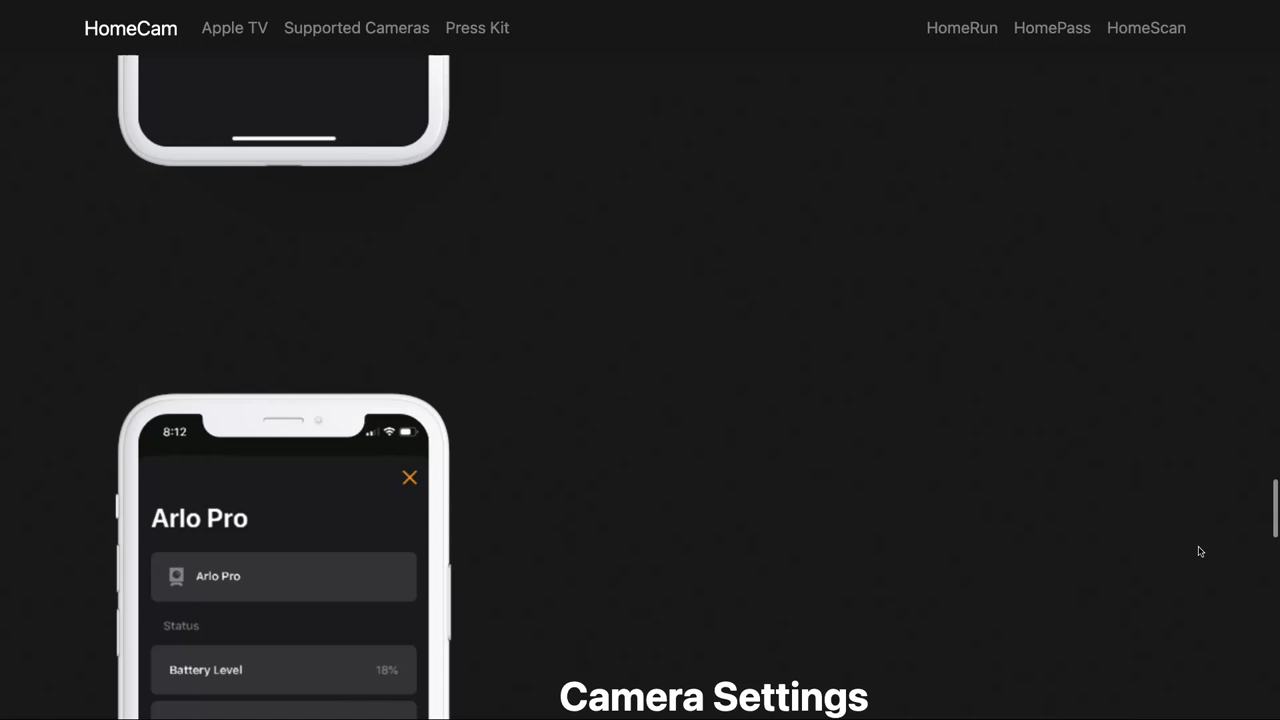 HomeCam Apple TV Supported Cameras Press Kit HomeRun HomePass HomeScan
8:12
Arlo Pro
Arlo Pro
Status
Battery Level 18%
Camera Settings